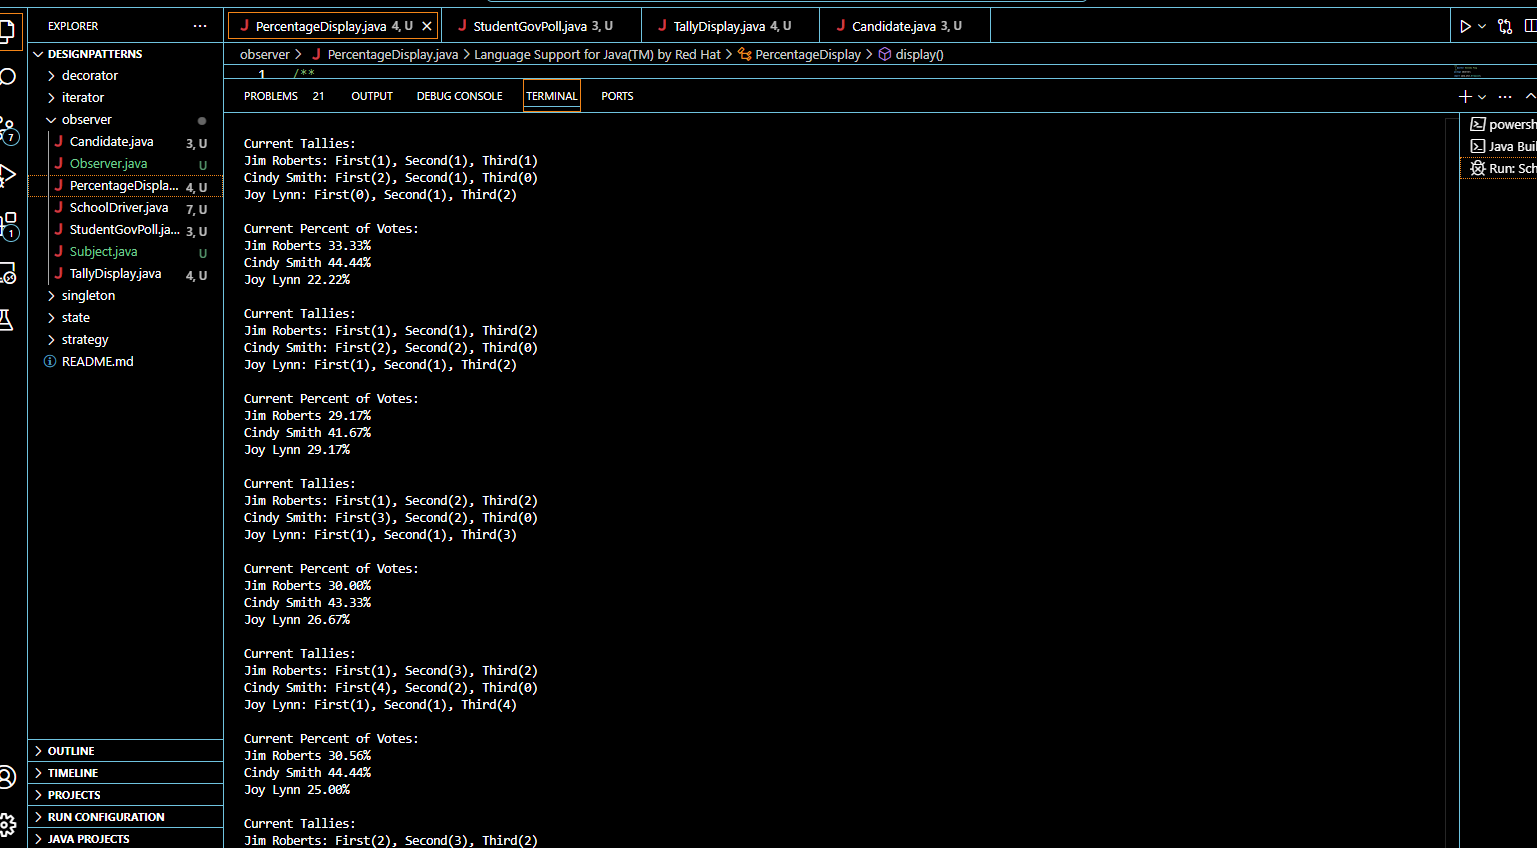 EXPLORER
...
DESIGNPATTERNS
decorator
iterator
observer
Candidate.java 3, U
Observer.java U
PercentageDispla... 4, U
SchoolDriver.java 7, U
StudentGovPoll.ja... 3, U
Subject.java U
TallyDisplay.java 4, U
singleton
state
strategy
README.md
OUTLINE
TIMELINE
PROJECTS
RUN CONFIGURATION
JAVA PROJECTS
7
1
PercentageDisplay.java 4, U
StudentGovPoll.java 3, U
TallyDisplay.java 4, U
Candidate.java 3, U
observer > PercentageDisplay.java > Language Support for Java(TM) by Red Hat > PercentageDisplay > display()
1 /**
PROBLEMS 21 OUTPUT DEBUG CONSOLE TERMINAL PORTS
Current Tallies:
Jim Roberts: First(1), Second(1), Third(1)
Cindy Smith: First(2), Second(1), Third(0)
Joy Lynn: First(0), Second(1), Third(2)
Current Percent of Votes:
Jim Roberts 33.33%
Cindy Smith 44.44%
Joy Lynn 22.22%
Current Tallies:
Jim Roberts: First(1), Second(1), Third(2)
Cindy Smith: First(2), Second(2), Third(0)
Joy Lynn: First(1), Second(1), Third(2)
Current Percent of Votes:
Jim Roberts 29.17%
Cindy Smith 41.67%
Joy Lynn 29.17%
Current Tallies:
Jim Roberts: First(1), Second(2), Third(2)
Cindy Smith: First(3), Second(2), Third(0)
Joy Lynn: First(1), Second(1), Third(3)
Current Percent of Votes:
Jim Roberts 30.00%
Cindy Smith 43.33%
Joy Lynn 26.67%
Current Tallies:
Jim Roberts: First(1), Second(3), Third(2)
Cindy Smith: First(4), Second(2), Third(0)
Joy Lynn: First(1), Second(1), Third(4)
Current Percent of Votes:
Jim Roberts 30.56%
Cindy Smith 44.44%
Joy Lynn 25.00%
Current Tallies:
Jim Roberts: First(2), Second(3), Third(2)
powersh
Java Buil
Run: Sch